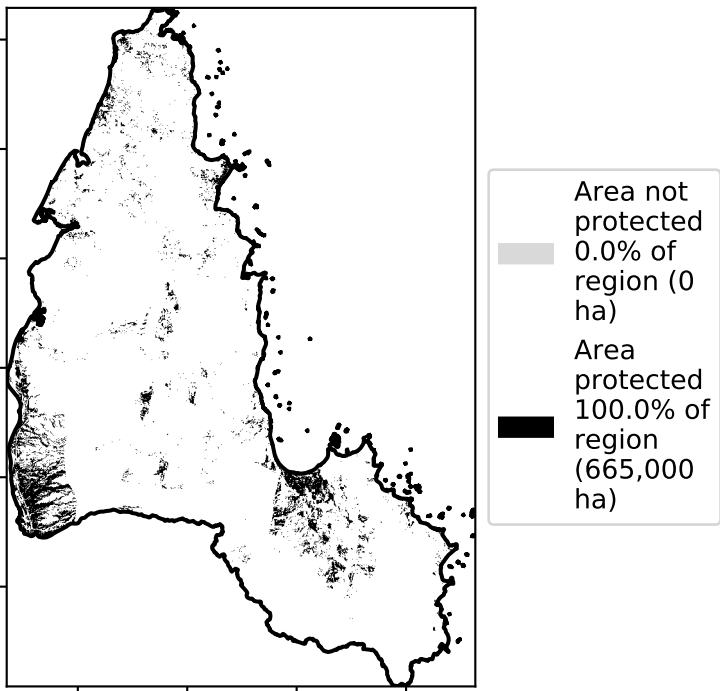 Area not
protected
0.0% of
region (0
ha)
Area
protected
100.0% of
region
(665,000
ha)